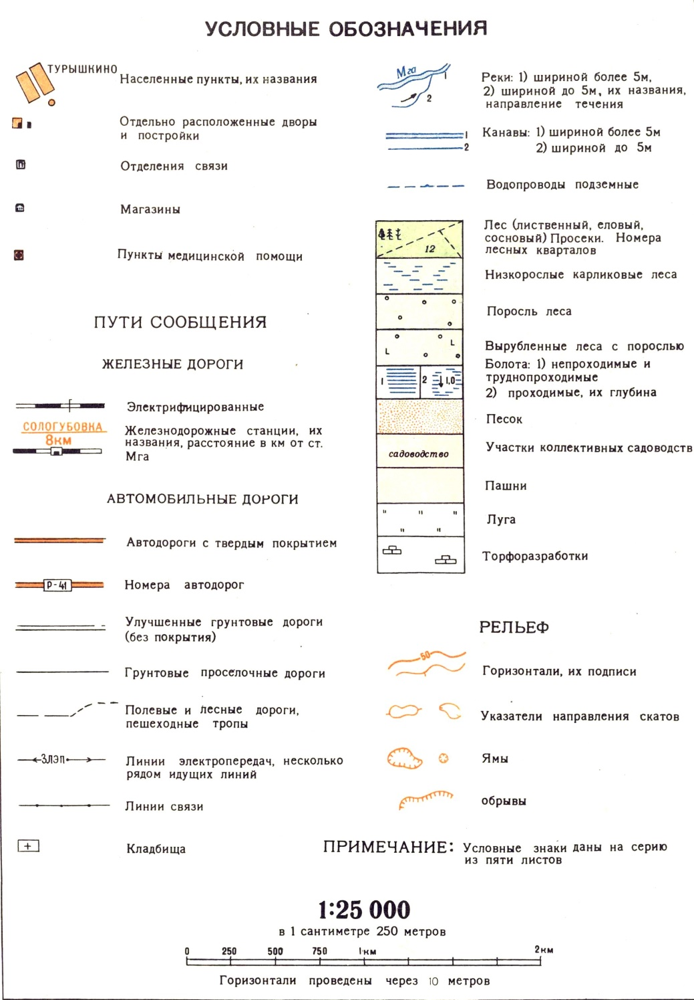 УСЛОВНЫЕ ОБОЗНАЧЕНИЯ
ТУРЫШКИНО
Населенные пункты, их названия
Отдельно расположенные дворы
и постройки
Отделения связи
Магазины
Пункты медицинской помощи
ПУТИ СООБЩЕНИЯ
ЖЕЛЕЗНЫЕ ДОРОГИ
Электрифицированные
СОЛОГУБОВКА
8км
Железнодорожные станции, их
названия, расстояние в км от ст.
Мга
АВТОМОБИЛЬНЫЕ ДОРОГИ
Автодороги с твердым покрытием
Р-41
Номера автодорог
Улучшенные грунтовые дороги
(без покрытия)
Грунтовые проселочные дороги
Полевые и лесные дороги,
пешеходные тропы
3ЛЭП
Линии электропередач, несколько
рядом идущих линий
Линии связи
Кладбища
Мга
1
2
Реки: 1) шириной более 5м,
2) шириной до 5м, их названия,
направление течения
1
2
Канавы: 1) шириной более 5м
2) шириной до 5м
Водопроводы подземные
12
Лес (лиственный, еловый,
сосновый) Просеки. Номера
лесных кварталов
Низкорослые карликовые леса
Поросль леса
L L
Вырубленные леса с порослью
1 2 1,0
Болота: 1) непроходимые и
труднопроходимые
2) проходимые, их глубина
Песок
садоводство
Участки коллективных садоводств
Пашни
Луга
Торфоразработки
РЕЛЬЕФ
50
Горизонтали, их подписи
Указатели направления скатов
Ямы
обрывы
ПРИМЕЧАНИЕ: Условные знаки даны на серию
из пяти листов
1:25 000
в 1 сантиметре 250 метров
0 250 500 750 1км 2км
Горизонтали проведены через 10 метров